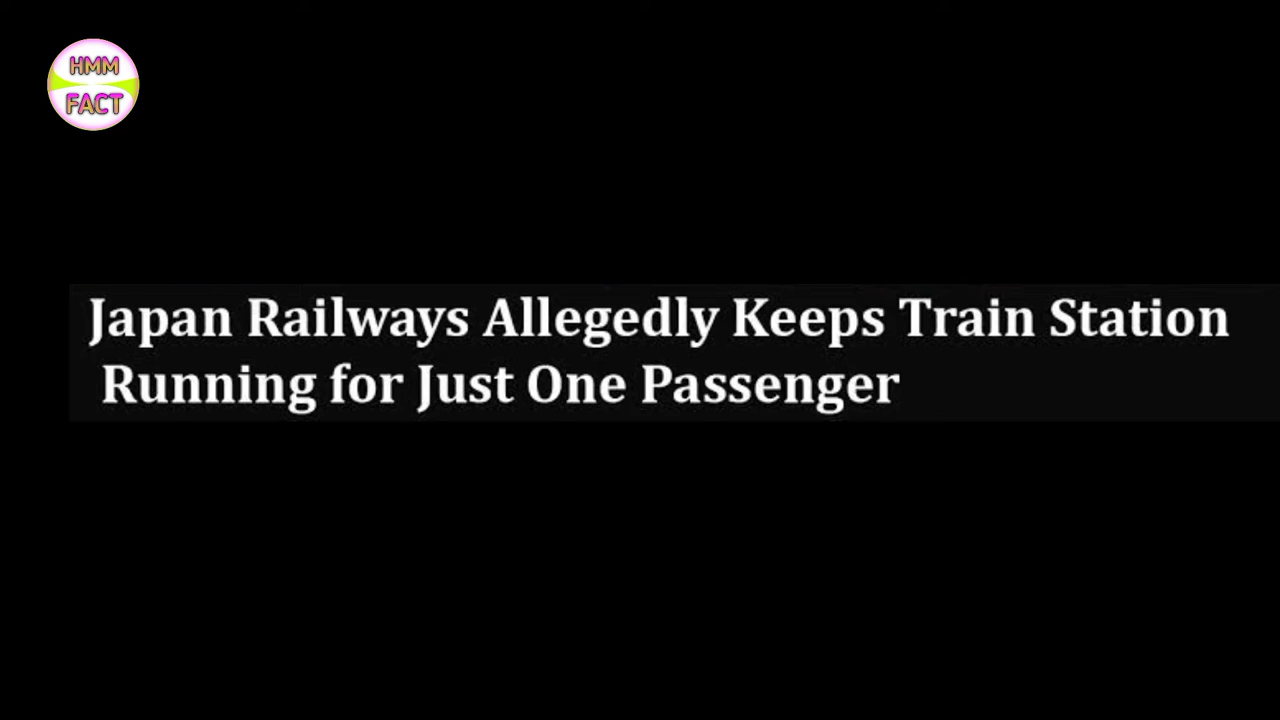 HMM
FACT
Japan Railways Allegedly Keeps Train Station
Running for Just One Passenger